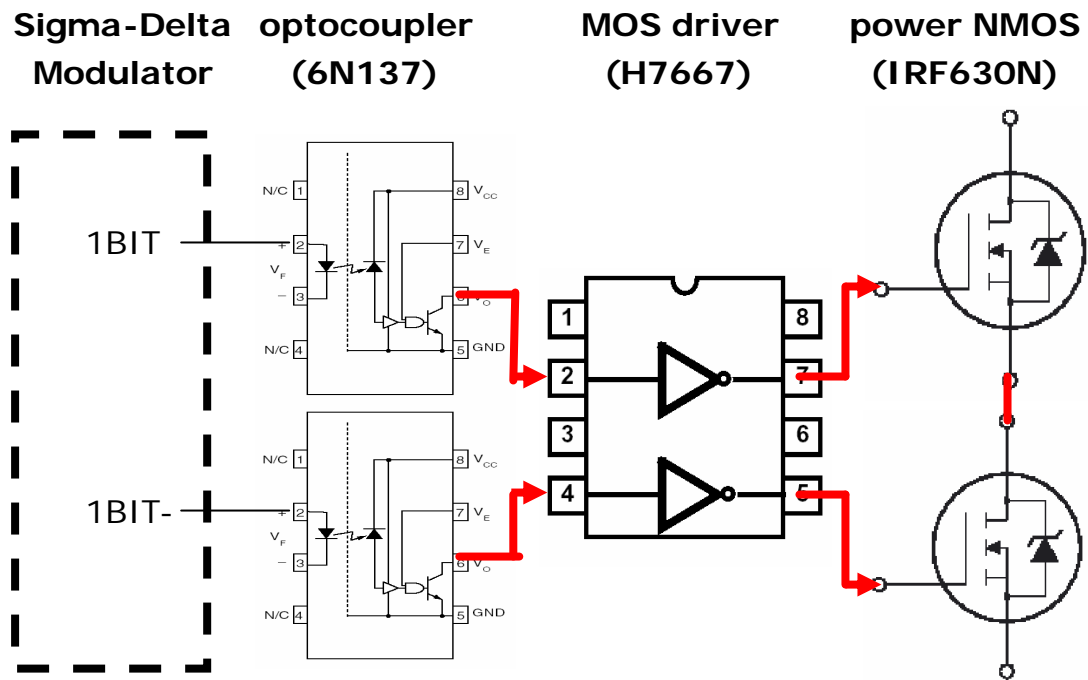 Sigma-Delta optocoupler MOS driver power NMOS
Modulator (6N137) (H7667) (IRF630N)
N/C 1
8 VCC
1BIT
+ 2
7 VE
VF
− 3
6 VO
N/C 4
5 GND
1 8
2 7
3 6
4 5
N/C 1
8 VCC
1BIT-
+ 2
7 VE
VF
− 3
6 VO
N/C 4
5 GND